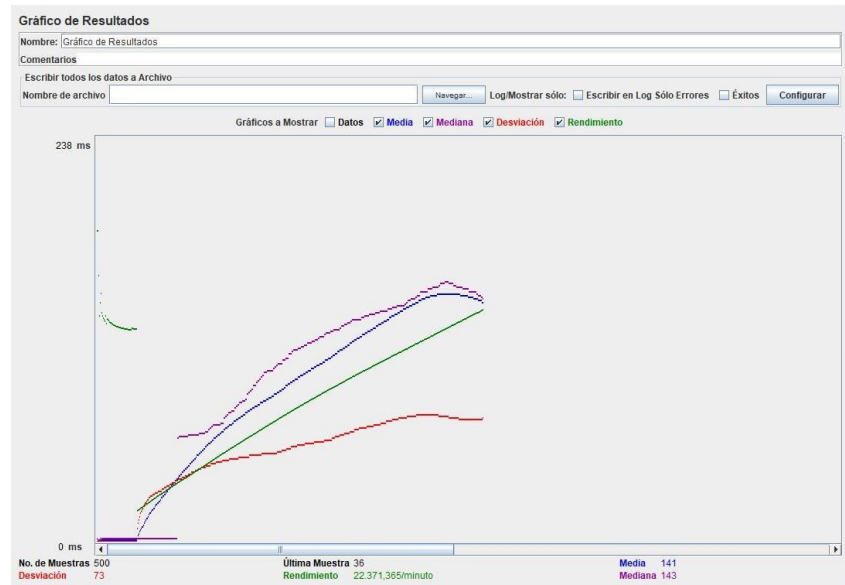 Gráfico de Resultados
Nombre: Gráfico de Resultados
Comentarios
Escribir todos los datos a Archivo
Nombre de archivo Navegar... Log/Mostrar sólo: Escribir en Log Sólo Errores Éxitos Configurar
Gráficos a Mostrar Datos Media Mediana Desviación Rendimiento
238 ms
0 ms
No. de Muestras 500 Última Muestra 36 Media 141
Desviación 73 Rendimiento 22.371,365/minuto Mediana 143